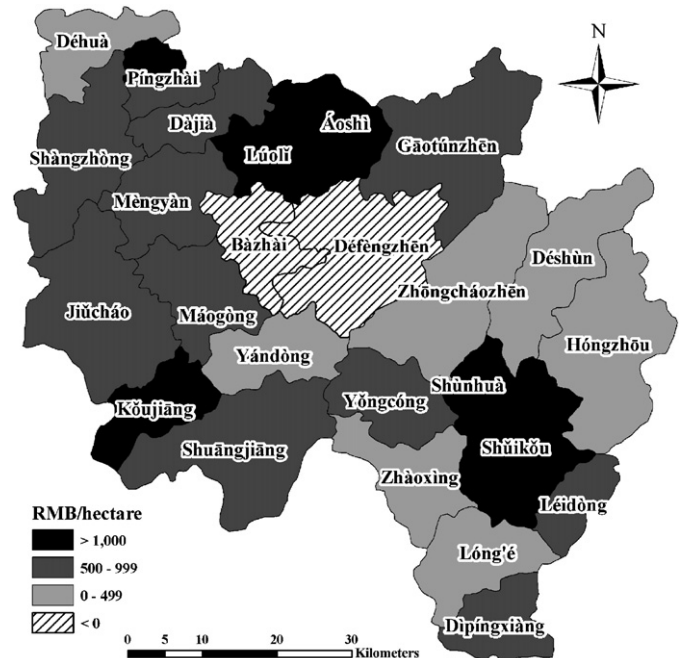 N
Déhuà
Píngzhài
Dàjià
Áoshì
Lúolǐ
Gāotúnzhēn
Shàngzhòng
Mèngyàn
Bàzhài
Défèngzhēn
Déshùn
Zhōngcháozhēn
Jiǔcháo
Máogòng
Hóngzhōu
Yándòng
Shùnhuà
Kǒujiāng
Yǒngcóng
Shuāngjiāng
Shuǐkǒu
Zhàoxìng
Léidòng
Lóng'é
Dìpíngxiàng
RMB/hectare
> 1,000
500 - 999
0 - 499
< 0
0 5 10 20 30
Kilometers